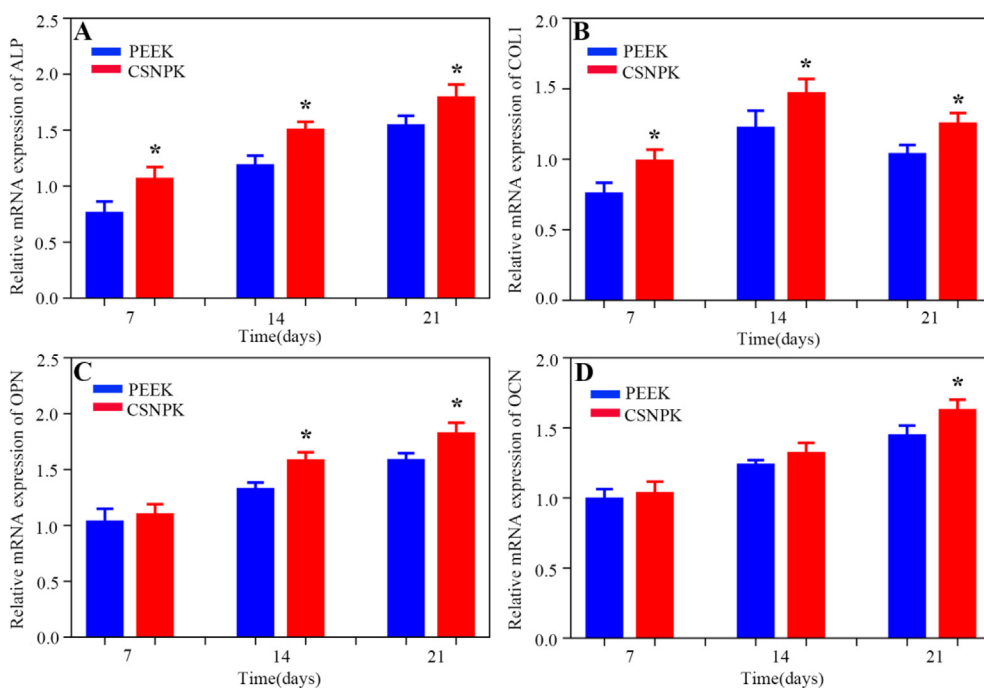 A
PEEK
CSNPK
Relative mRNA expression of ALP
2.5
2.0
1.5
1.0
0.5
0.0
*
*
*
7
14
21
Time(days)
B
PEEK
CSNPK
Relative mRNA expression of COL1
2.0
1.5
1.0
0.5
0.0
*
*
*
7
14
21
Time(days)
C
PEEK
CSNPK
Relative mRNA expression of OPN
2.5
2.0
1.5
1.0
0.5
0.0
*
*
7
14
21
Time(days)
D
PEEK
CSNPK
Relative mRNA expression of OCN
2.0
1.5
1.0
0.5
0.0
*
7
14
21
Time(days)